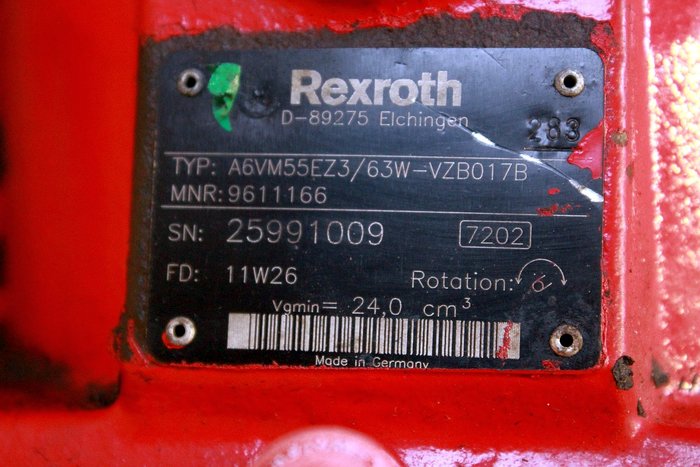 Rexroth
D-89275 Elchingen
283
TYP: A6VM55EZ3/63W-VZB017B
MNR: 9611166
SN: 25991009 7202
FD: 11W26 Rotation:
Vgmin= 24,0 cm³
Made in Germany